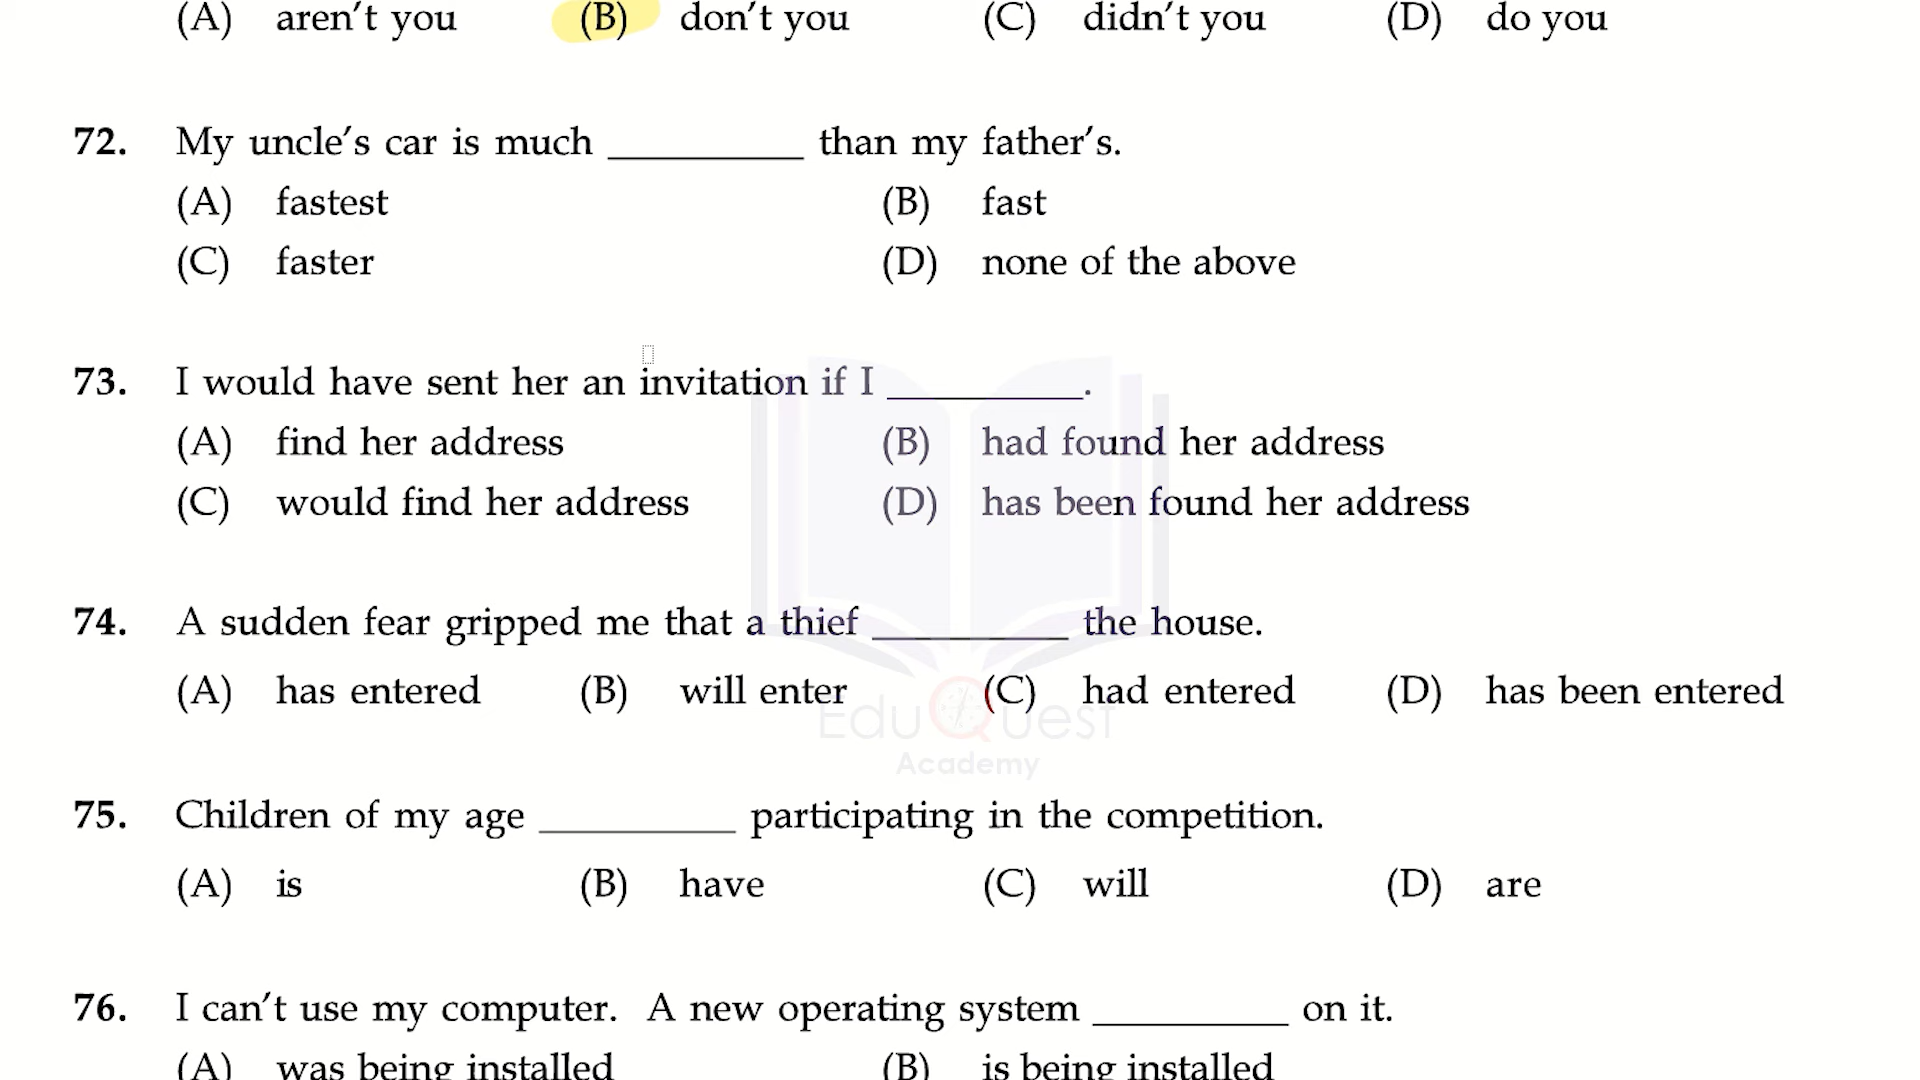 (A) aren't you (B) don't you (C) didn't you (D) do you
72. My uncle's car is much __________ than my father's.
(A) fastest (B) fast
(C) faster (D) none of the above
73. I would have sent her an invitation if I __________.
(A) find her address (B) had found her address
(C) would find her address (D) has been found her address
74. A sudden fear gripped me that a thief __________ the house.
(A) has entered (B) will enter (C) had entered (D) has been entered
EduQuest
Academy
75. Children of my age __________ participating in the competition.
(A) is (B) have (C) will (D) are
76. I can't use my computer. A new operating system __________ on it.
(A) was being installed (B) is being installed